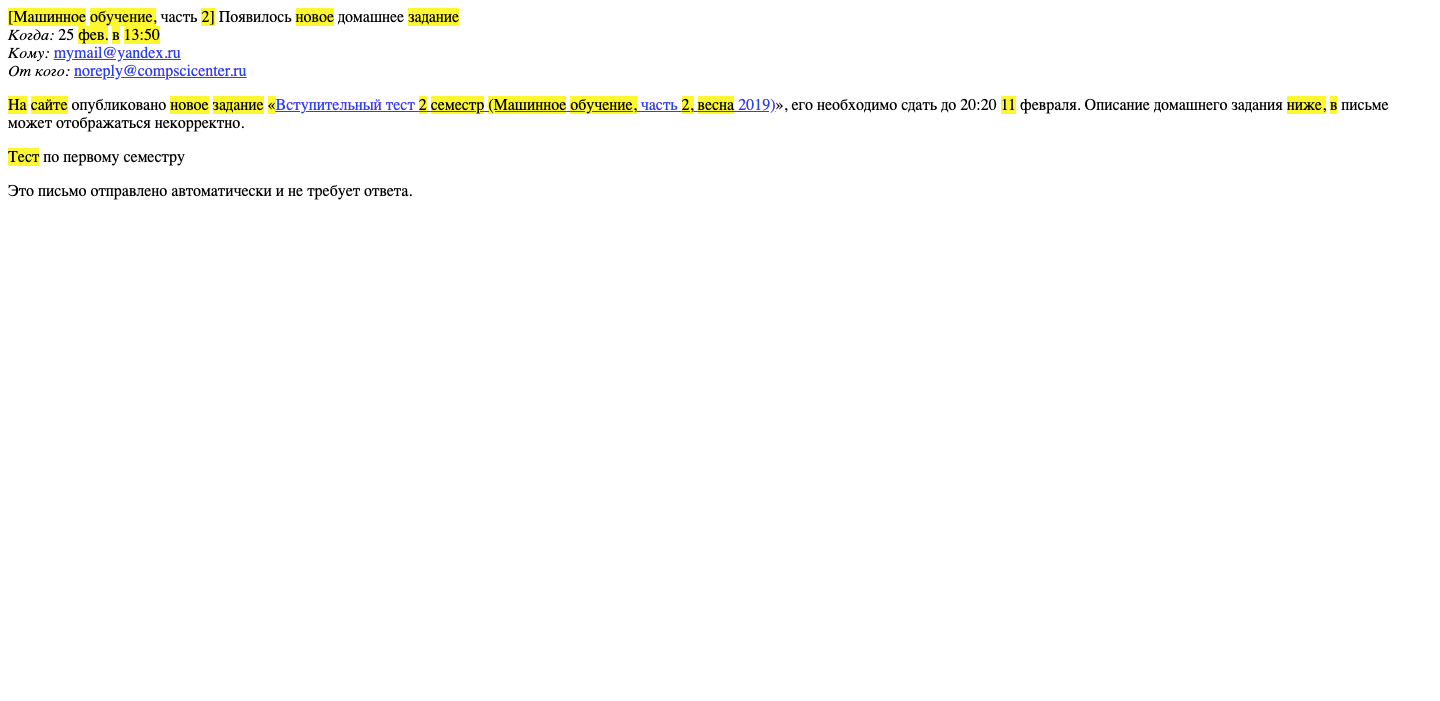 [Машинное обучение, часть 2] Появилось новое домашнее задание
Когда: 25 фев. в 13:50
Кому: mymail@yandex.ru
От кого: noreply@compscicenter.ru
На сайте опубликовано новое задание «Вступительный тест 2 семестр (Машинное обучение, часть 2, весна 2019)», его необходимо сдать до 20:20 11 февраля. Описание домашнего задания ниже, в письме
может отображаться некорректно.
Тест по первому семестру
Это письмо отправлено автоматически и не требует ответа.